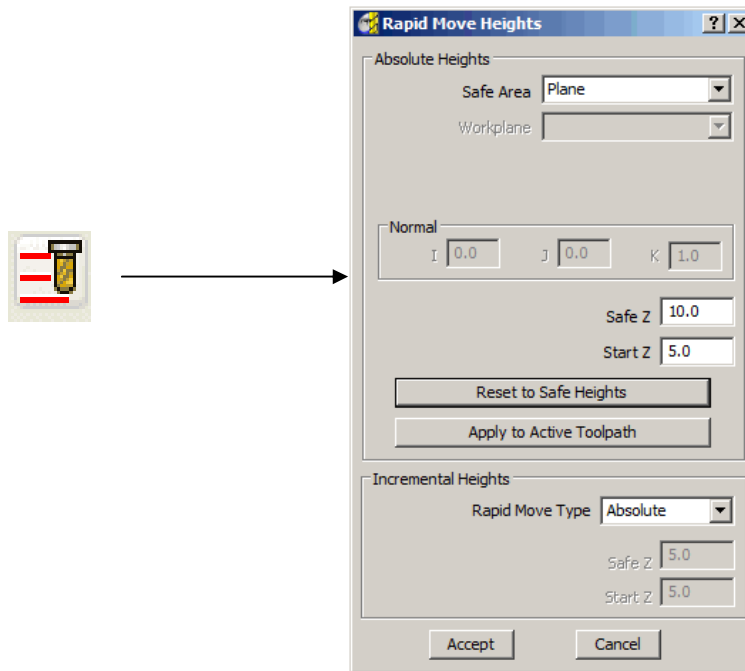 Rapid Move Heights
Absolute Heights
Safe Area Plane
Workplane
Normal
I 0.0 J 0.0 K 1.0
Safe Z 10.0
Start Z 5.0
Reset to Safe Heights
Apply to Active Toolpath
Incremental Heights
Rapid Move Type Absolute
Safe Z 5.0
Start Z 5.0
Accept Cancel